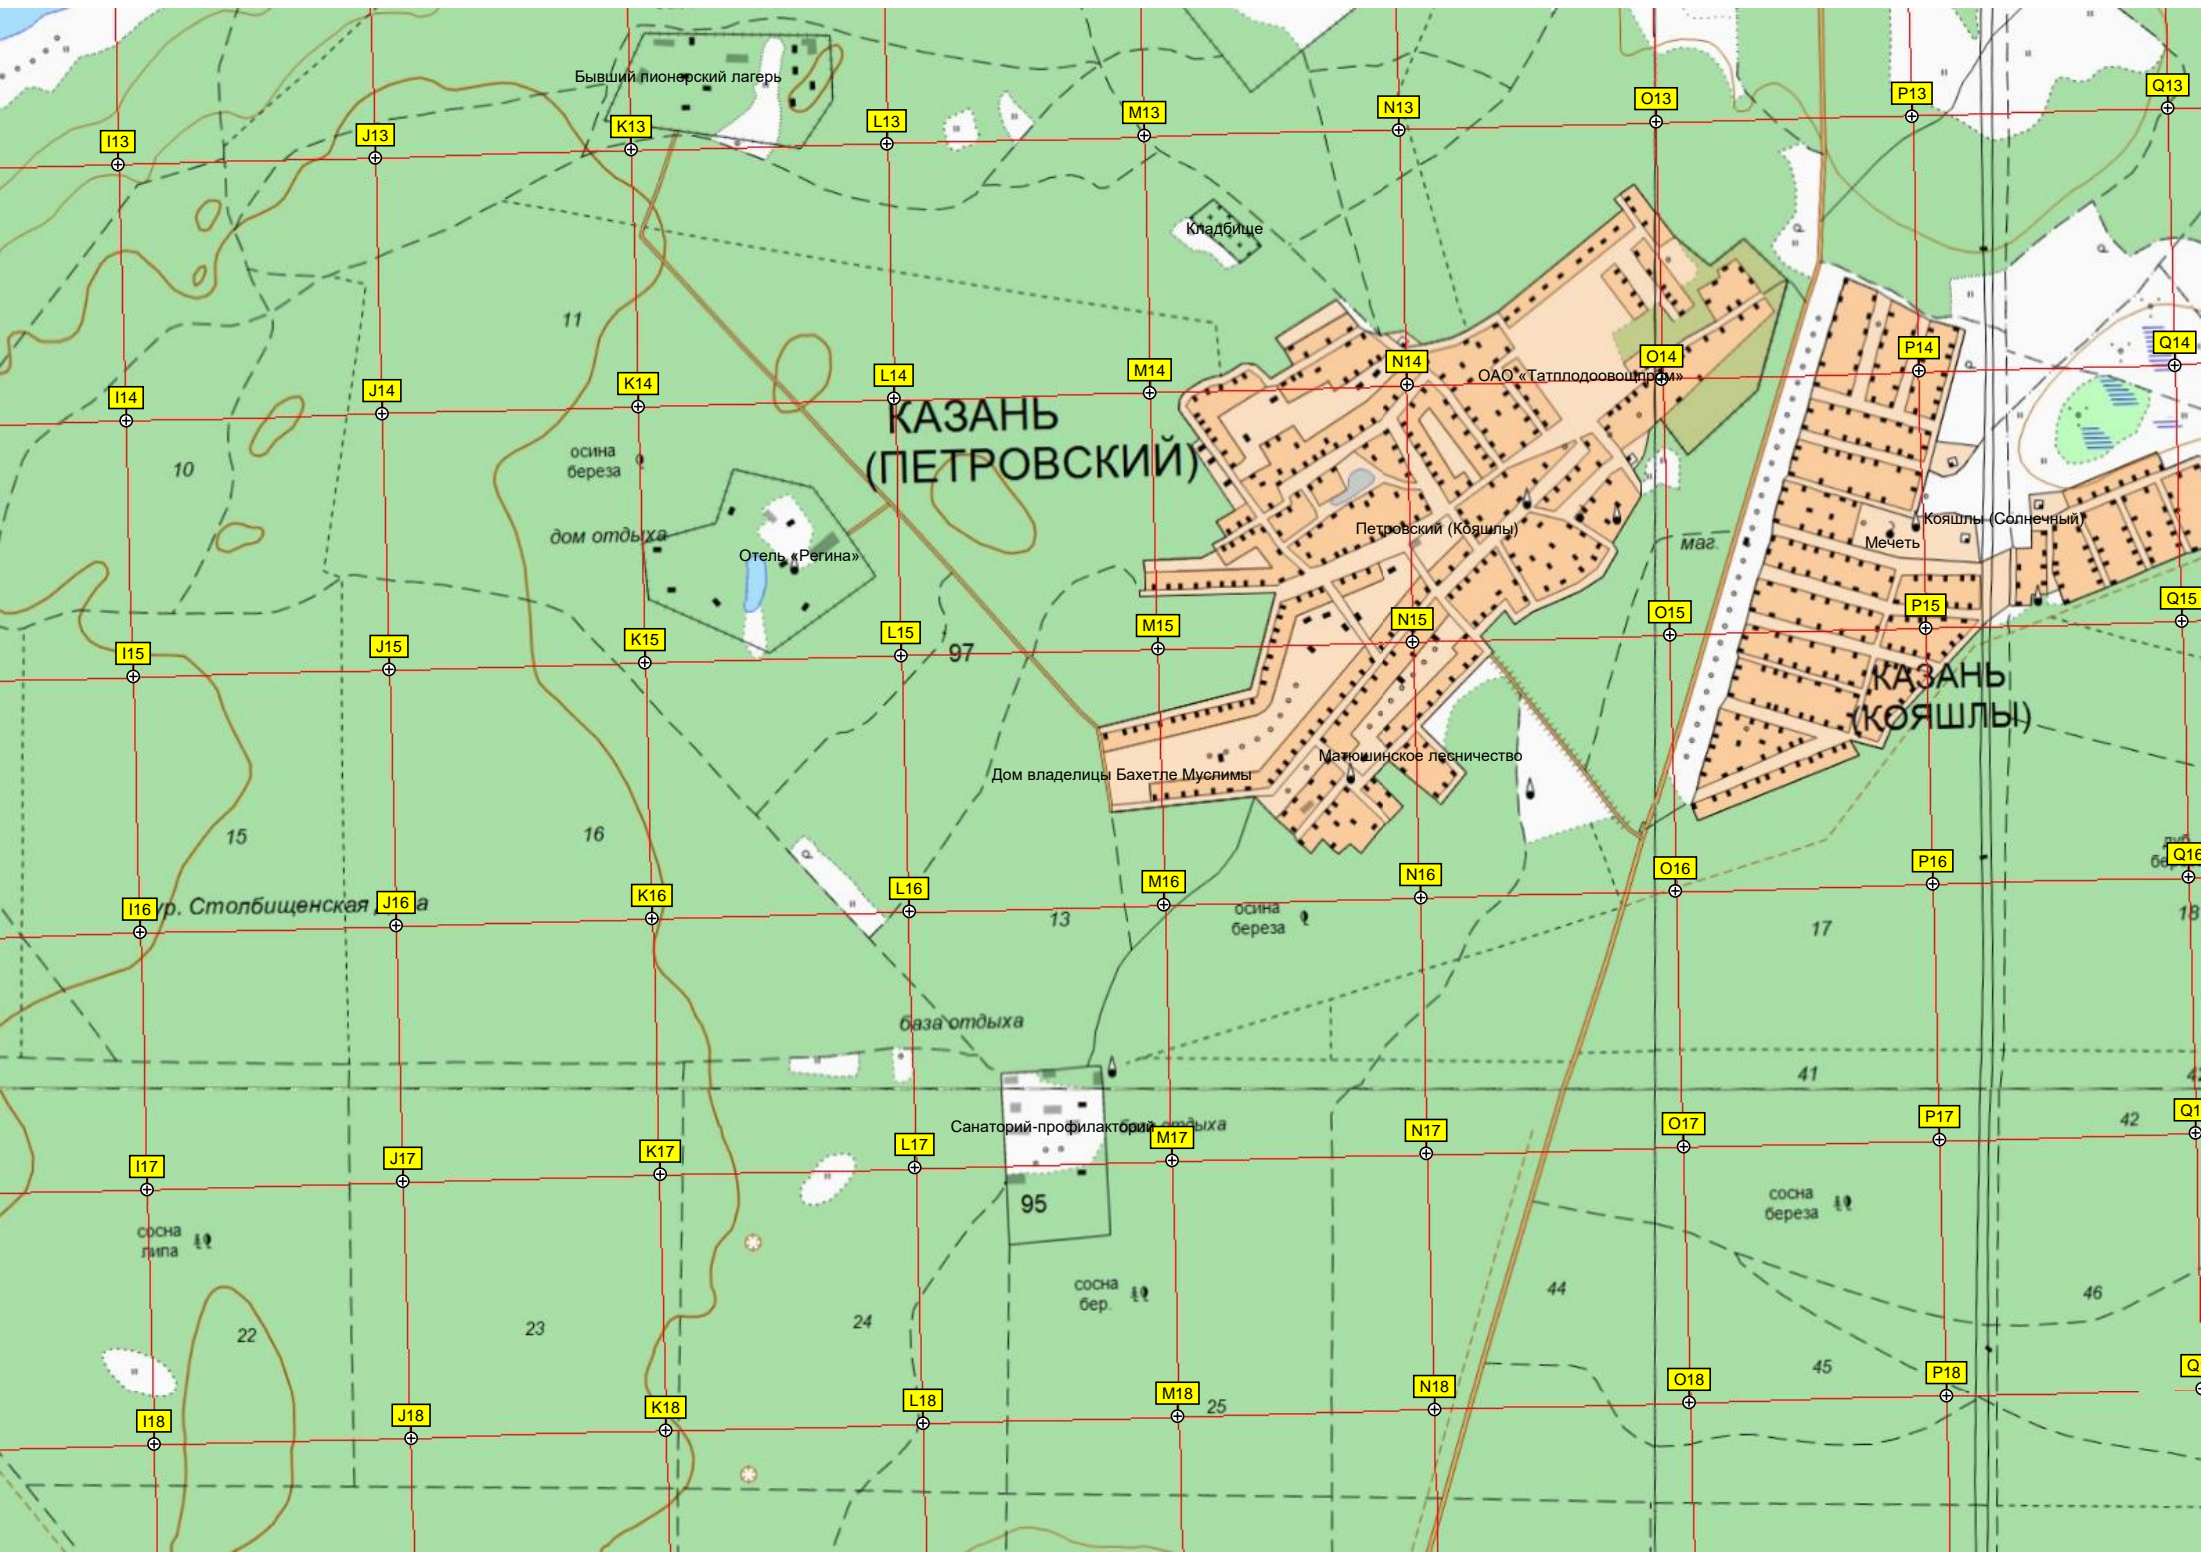 Бывший пионерский лагерь
I13
J13
K13
L13
M13
N13
O13
P13
Q13
Кладбище
11
I14
J14
K14
L14
M14
N14
O14
P14
Q14
ОАО «Татплодоовощпром»
КАЗАНЬ
(ПЕТРОВСКИЙ)
10
осина
береза
дом отдыха
Отель «Регина»
Петровский (Кояшлы)
маг.
Мечеть
Кояшлы (Солнечный)
I15
J15
K15
L15
M15
N15
O15
P15
Q15
97
КАЗАНЬ
(КОЯШЛЫ)
Матюшинское лесничество
Дом владелицы Бахетле Муслимы
15
16
I16
J16
K16
L16
M16
N16
O16
P16
Q16
ур. Столбищенская
13
осина
береза
17
18
база отдыха
41
42
Санаторий-профилакторий
отдыха
I17
J17
K17
L17
M17
N17
O17
P17
Q1
95
сосна
липа
сосна
береза
сосна
бер.
44
46
22
23
24
45
25
I18
J18
K18
L18
M18
N18
O18
P18
Q